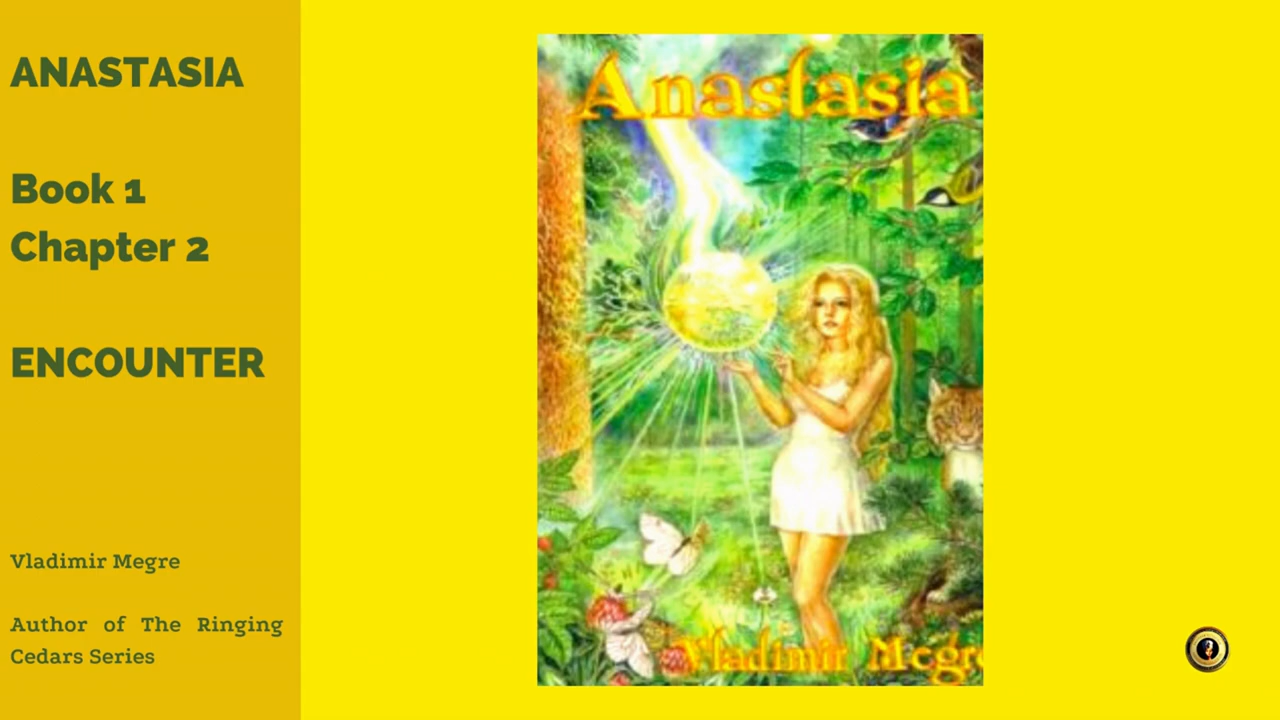 ANASTASIA
Book 1
Chapter 2
ENCOUNTER
Vladimir Megre
Author of The Ringing
Cedars Series
Anastasia
Vladimir Megre